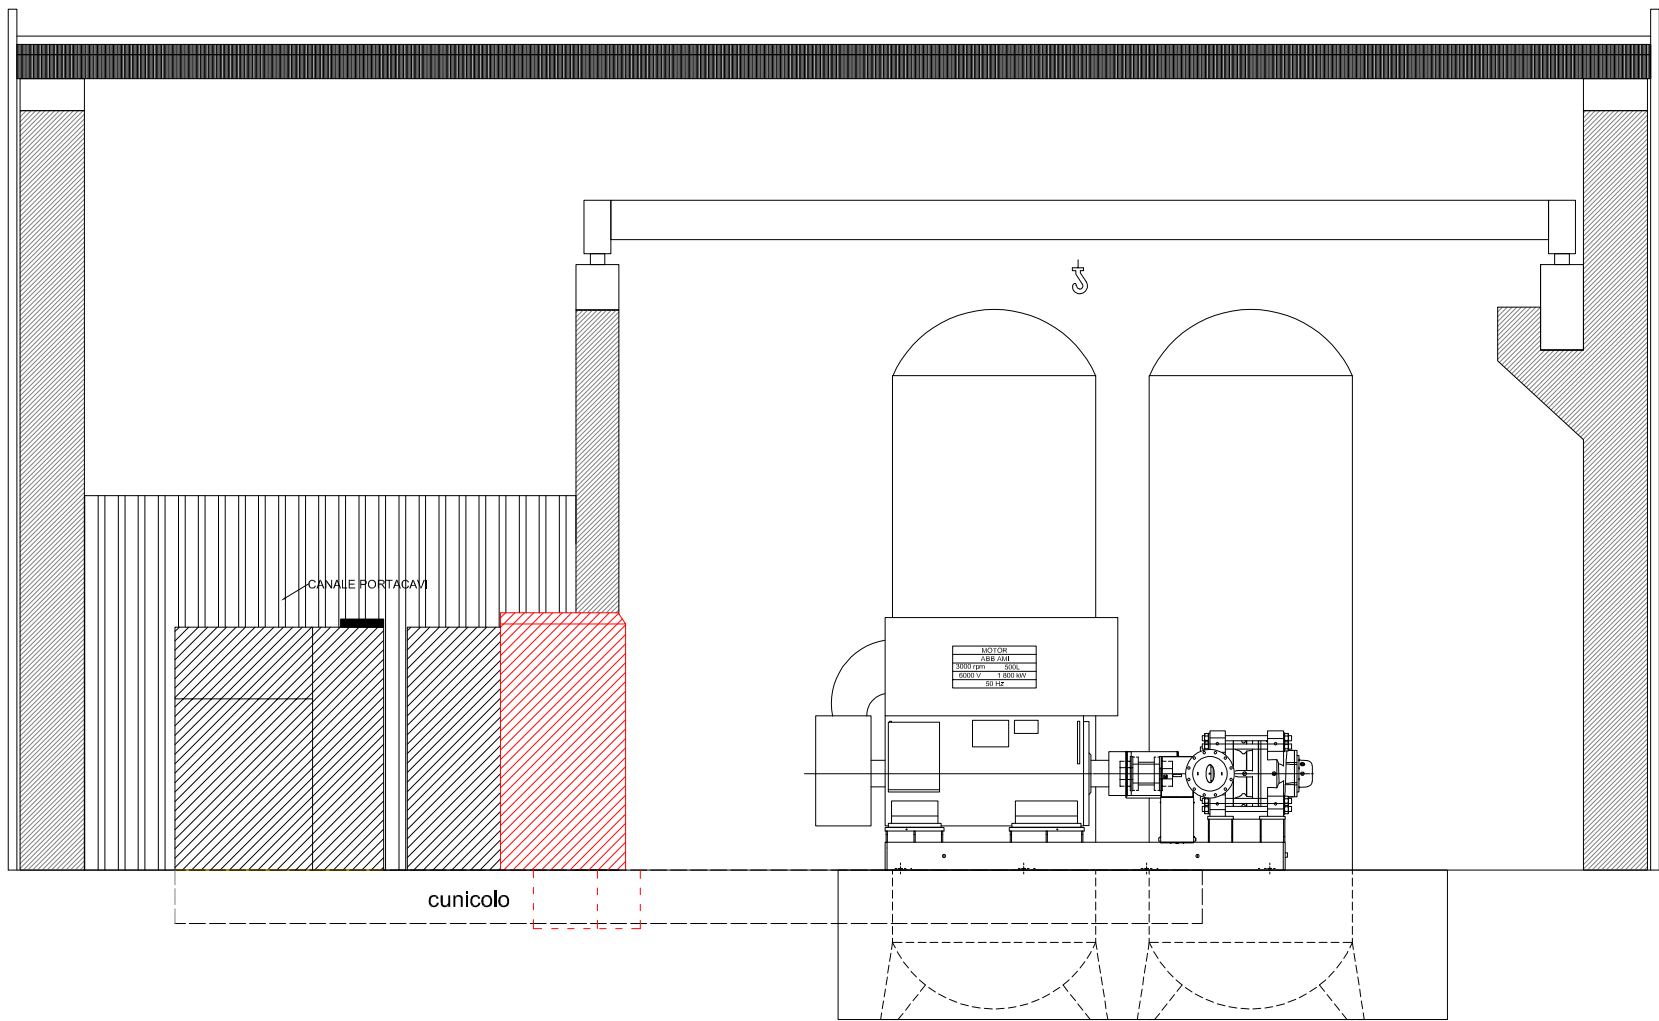 CANALE PORTACAVI
MOTOR
ABB AMI
3000 rpm 500L
6000 V 1 800 kW
50 Hz
cunicolo